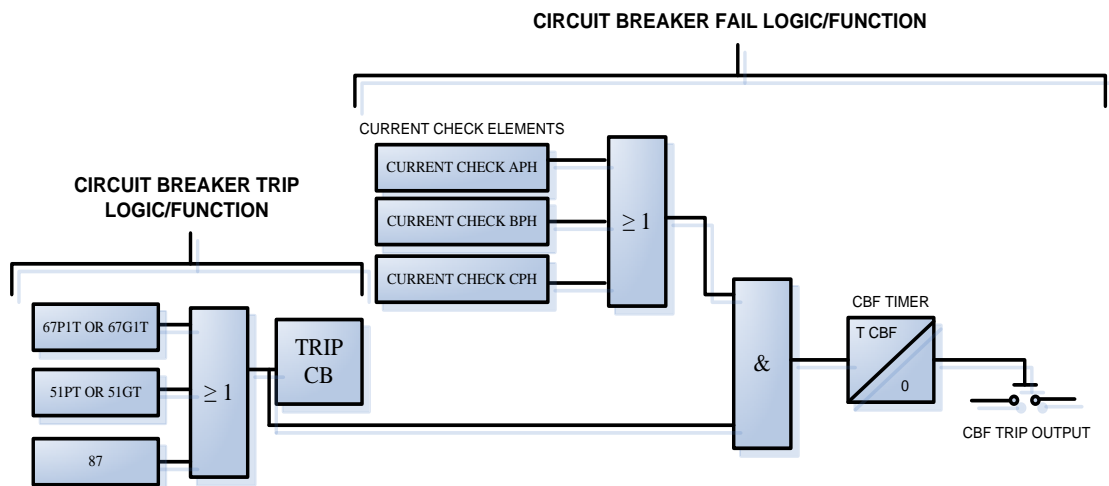 CIRCUIT BREAKER FAIL LOGIC/FUNCTION
CURRENT CHECK ELEMENTS
CURRENT CHECK APH
CURRENT CHECK BPH
CURRENT CHECK CPH
≥ 1
CIRCUIT BREAKER TRIP
LOGIC/FUNCTION
67P1T OR 67G1T
51PT OR 51GT
87
≥ 1
TRIP
CB
&
CBF TIMER
T CBF
0
CBF TRIP OUTPUT